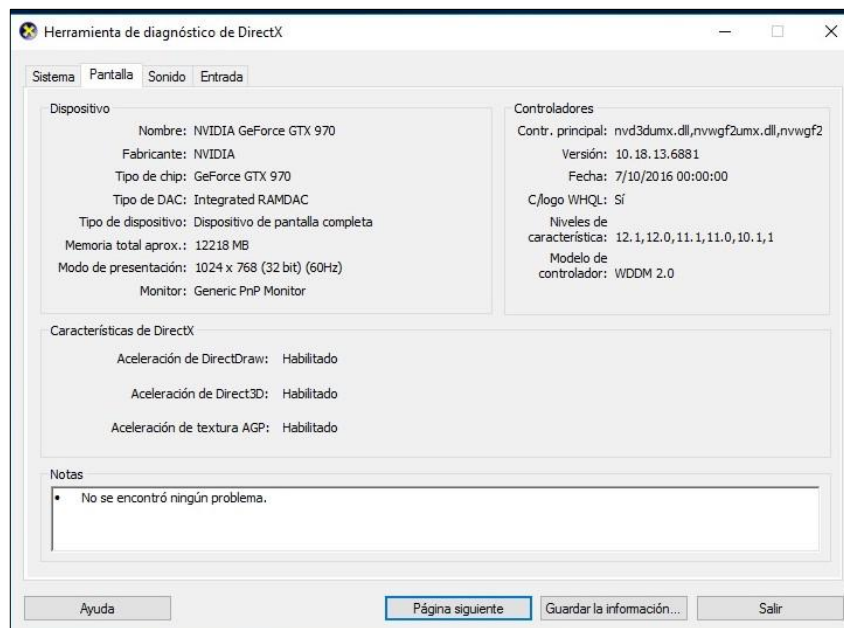 Herramienta de diagnóstico de DirectX
Sistema Pantalla Sonido Entrada
Dispositivo
Nombre: NVIDIA GeForce GTX 970
Fabricante: NVIDIA
Tipo de chip: GeForce GTX 970
Tipo de DAC: Integrated RAMDAC
Tipo de dispositivo: Dispositivo de pantalla completa
Memoria total aprox.: 12218 MB
Modo de presentación: 1024 x 768 (32 bit) (60Hz)
Monitor: Generic PnP Monitor
Controladores
Contr. principal: nvd3dumx.dll,nvwgf2umx.dll,nvwgf2
Versión: 10.18.13.6881
Fecha: 7/10/2016 00:00:00
C/logo WHQL: Sí
Niveles de
característica: 12.1,12.0,11.1,11.0,10.1,1
Modelo de
controlador: WDDM 2.0
Características de DirectX
Aceleración de DirectDraw: Habilitado
Aceleración de Direct3D: Habilitado
Aceleración de textura AGP: Habilitado
Notas
• No se encontró ningún problema.
Ayuda Página siguiente Guardar la información... Salir